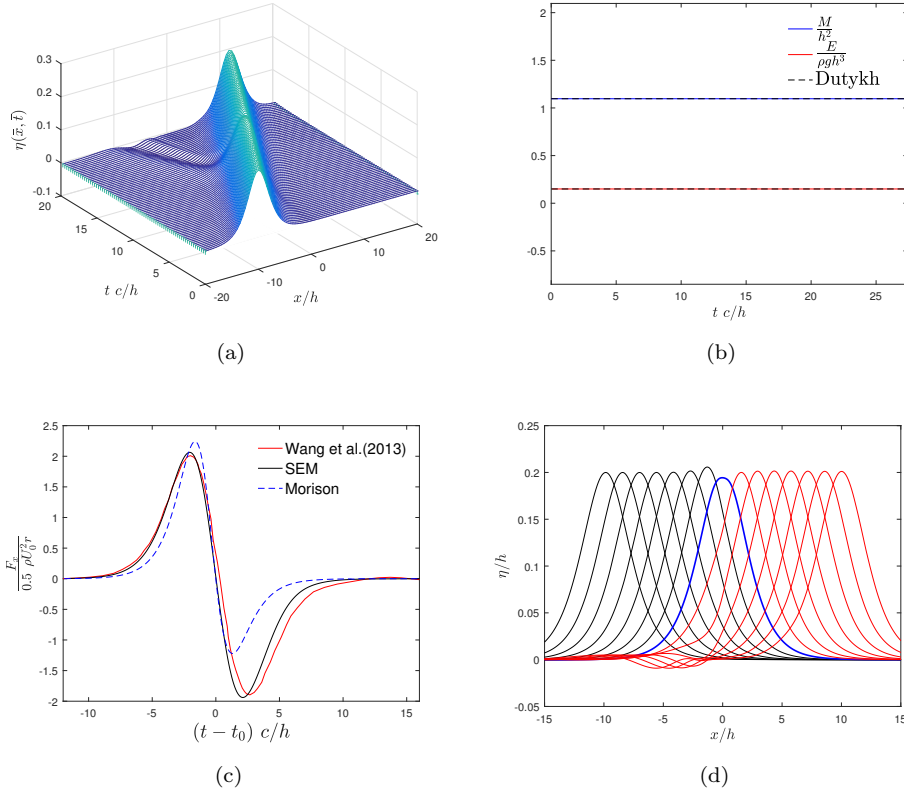 0.3
0.2
0.1
0
-0.1
η(x̅, t̅)
20
15
10
5
0
t c/h
-20
-10
0
10
20
x/h
(a)
2
1.5
1
0.5
0
-0.5
M/h²
E/ρgh³
Dutykh
0 5 10 15 20 25
t c/h
(b)
2.5
2
1.5
1
0.5
0
-0.5
-1
-1.5
-2
F_x / 0.5 ρU₀²r
Wang et al.(2013)
SEM
Morison
-10 -5 0 5 10 15
(t − t₀) c/h
(c)
0.25
0.2
0.15
0.1
0.05
0
-0.05
η/h
-15 -10 -5 0 5 10 15
x/h
(d)